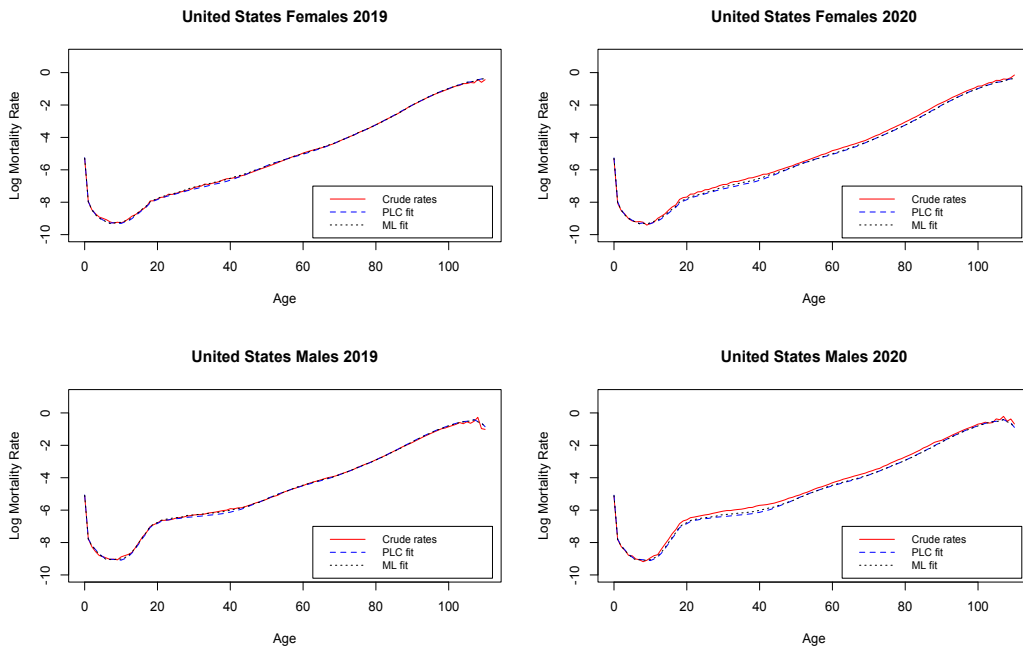 United States Females 2019
Log Mortality Rate
0
-2
-4
-6
-8
-10
Crude rates
PLC fit
ML fit
0 20 40 60 80 100
Age
United States Females 2020
Log Mortality Rate
0
-2
-4
-6
-8
-10
Crude rates
PLC fit
ML fit
0 20 40 60 80 100
Age
United States Males 2019
Log Mortality Rate
0
-2
-4
-6
-8
-10
Crude rates
PLC fit
ML fit
0 20 40 60 80 100
Age
United States Males 2020
Log Mortality Rate
0
-2
-4
-6
-8
-10
Crude rates
PLC fit
ML fit
0 20 40 60 80 100
Age